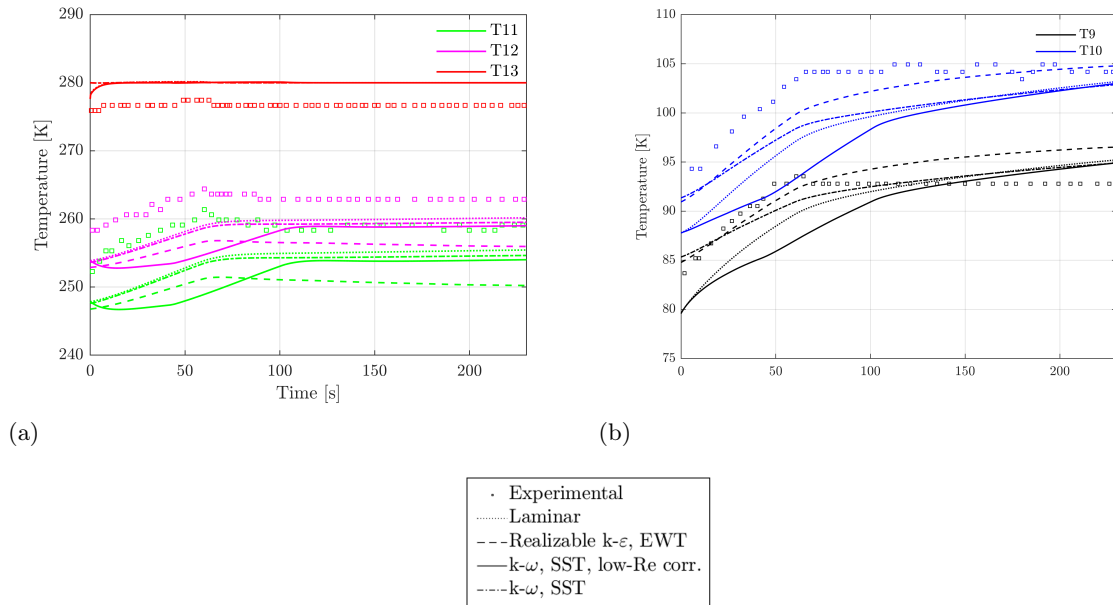 290
280
270
260
250
240
Temperature [K]
0
50
100
150
200
Time [s]
T11
T12
T13
(a)
110
105
100
95
90
85
80
75
Temperature [K]
0
50
100
150
200
T9
T10
(b)
Experimental
Laminar
Realizable k-ε, EWT
k-ω, SST, low-Re corr.
k-ω, SST